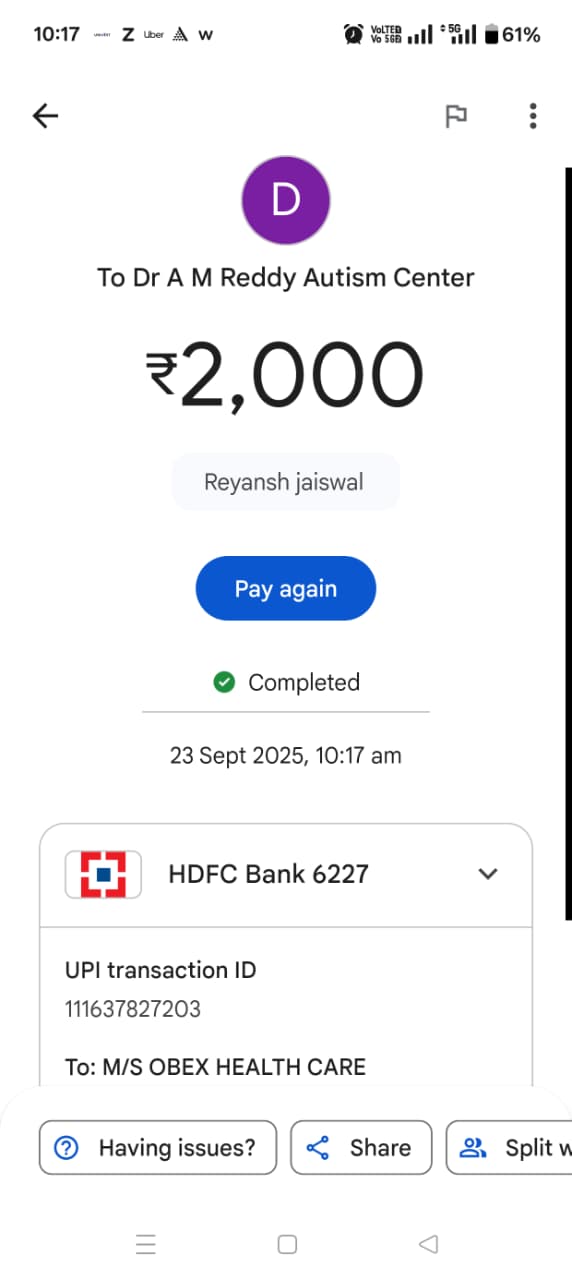 10:17 Z Uber W VoLTED Vo 5GD 5G 61%
D
To Dr A M Reddy Autism Center
₹2,000
Reyansh jaiswal
Pay again
Completed
23 Sept 2025, 10:17 am
HDFC Bank 6227
UPI transaction ID
111637827203
To: M/S OBEX HEALTH CARE
Having issues? Share Split w